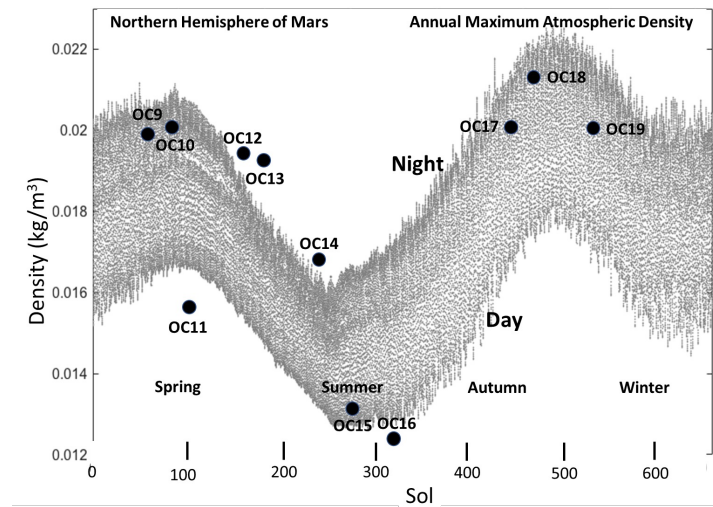 Northern Hemisphere of Mars
Annual Maximum Atmospheric Density
0.022
0.02
0.018
0.016
0.014
0.012
Density (kg/m³)
OC9
OC10
OC11
OC12
OC13
OC14
OC15
OC16
OC17
OC18
OC19
Night
Day
Spring
Summer
Autumn
Winter
0
100
200
300
400
500
600
Sol